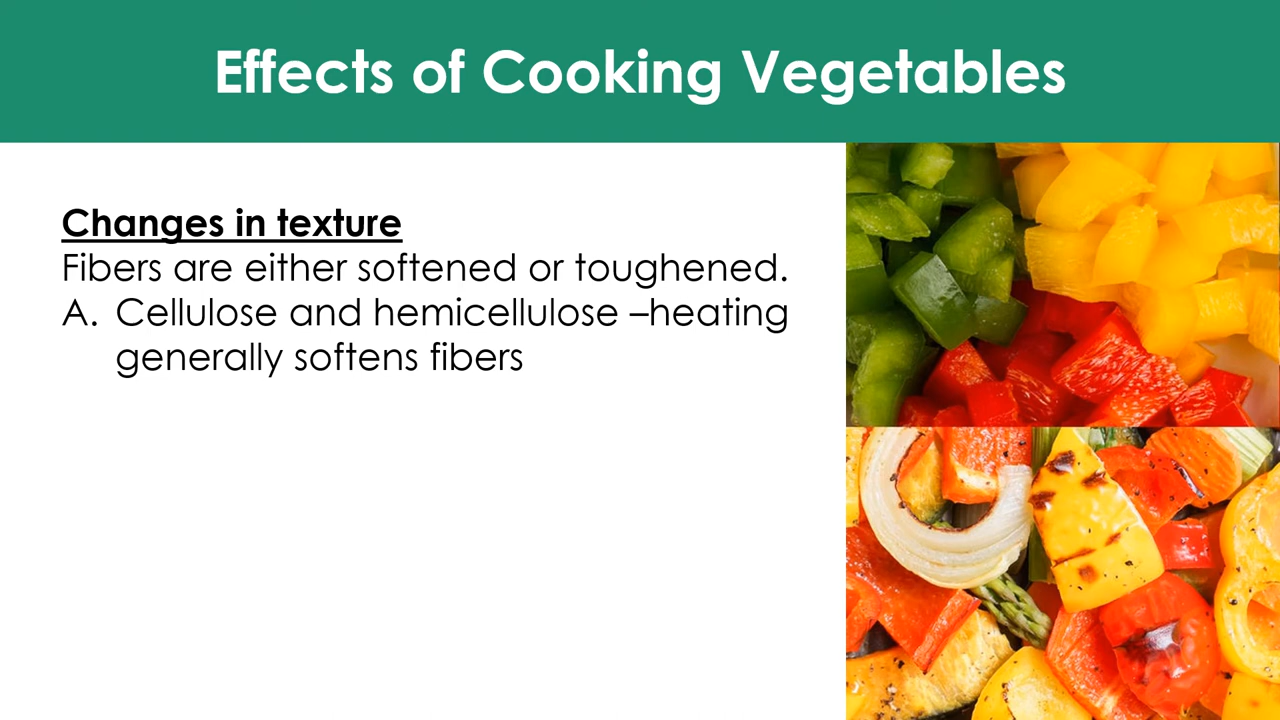 Effects of Cooking Vegetables
Changes in texture
Fibers are either softened or toughened.
A. Cellulose and hemicellulose –heating
generally softens fibers